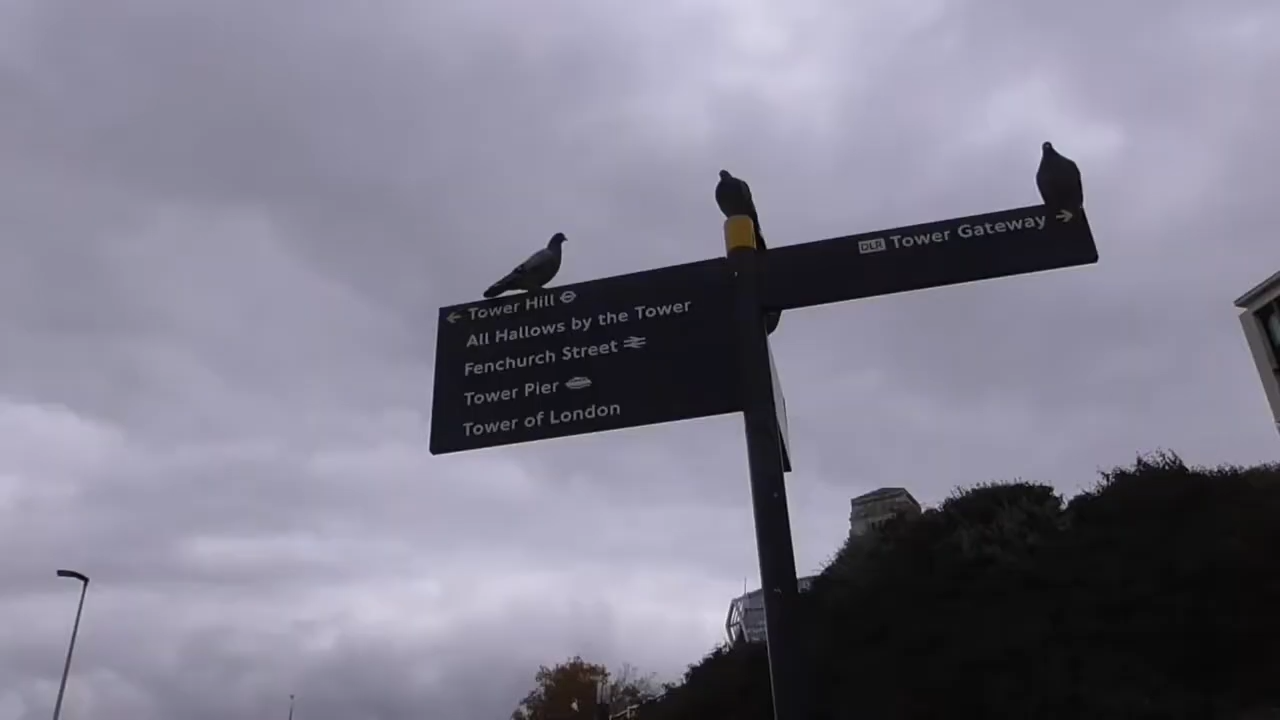 ← Tower Hill
All Hallows by the Tower
Fenchurch Street
Tower Pier
Tower of London
DLR Tower Gateway →